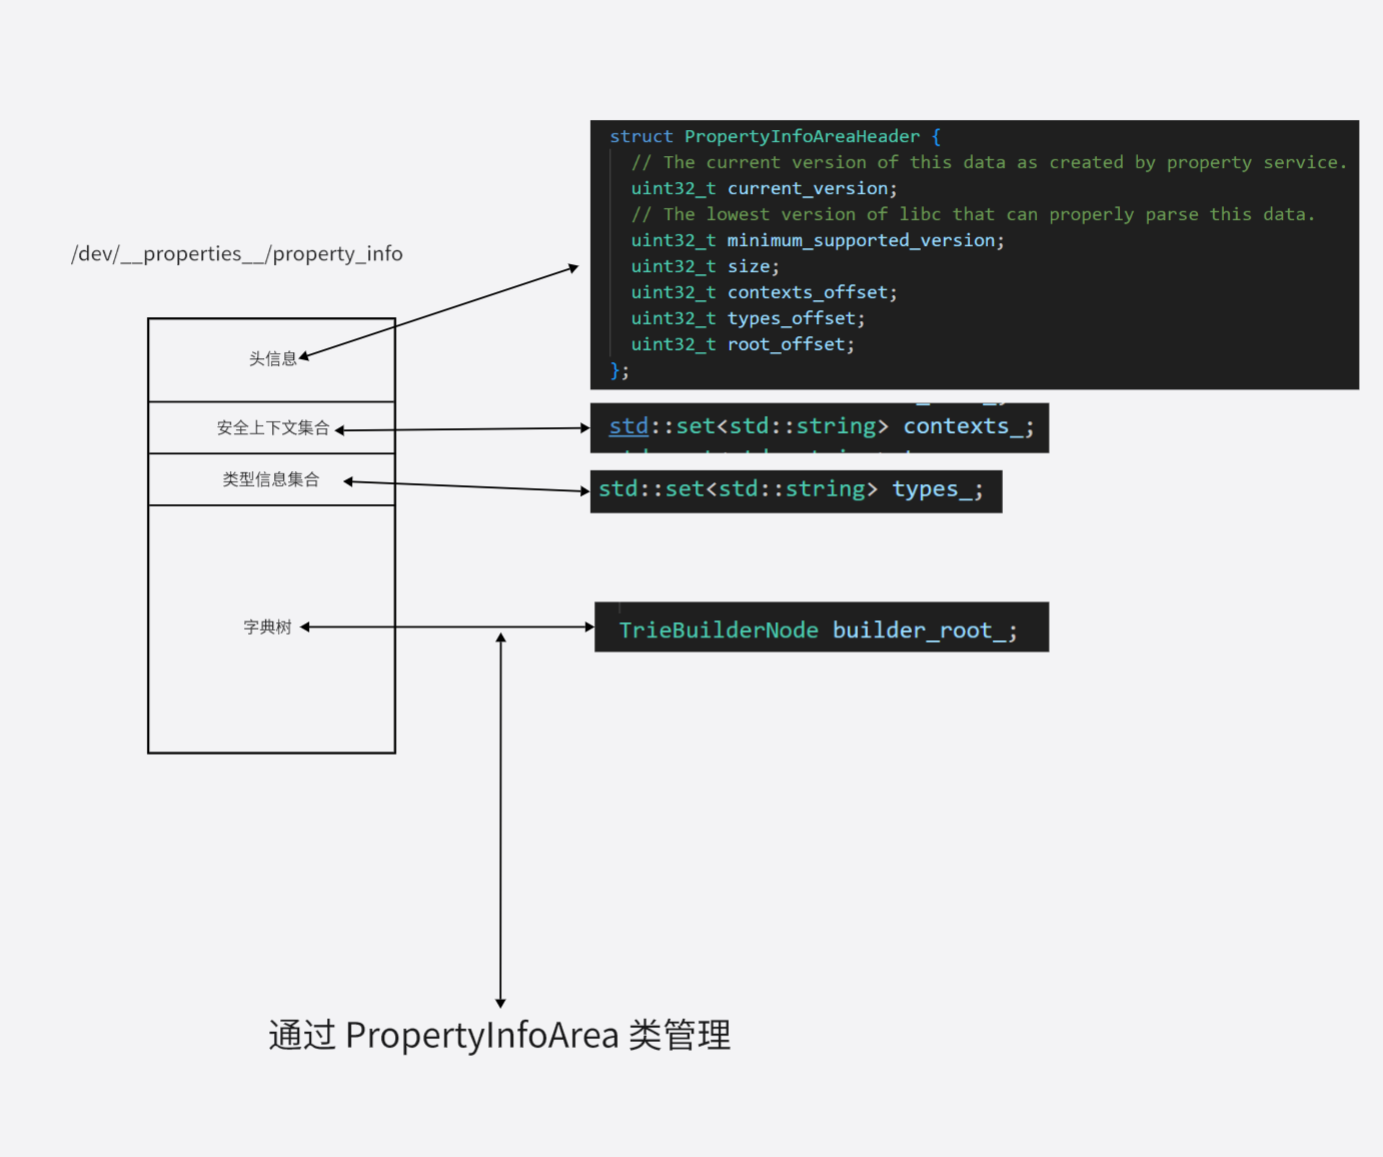 /dev/__properties__/property_info
头信息
安全上下文集合
类型信息集合
字典树
struct PropertyInfoAreaHeader {
// The current version of this data as created by property service.
uint32_t current_version;
// The lowest version of libc that can properly parse this data.
uint32_t minimum_supported_version;
uint32_t size;
uint32_t contexts_offset;
uint32_t types_offset;
uint32_t root_offset;
};
std::set<std::string> contexts_;
std::set<std::string> types_;
TrieBuilderNode builder_root_;
通过 PropertyInfoArea 类管理